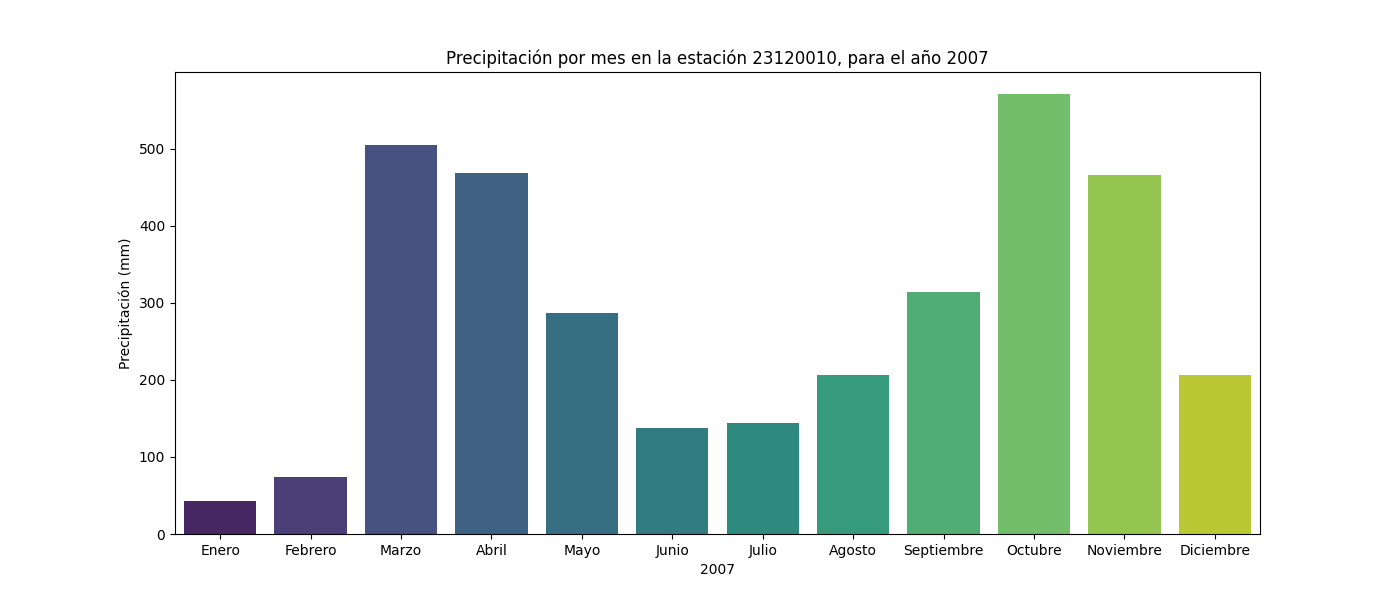 Precipitación por mes en la estación 23120010, para el año 2007
Precipitación (mm)
500
400
300
200
100
0
Enero Febrero Marzo Abril Mayo Junio Julio Agosto Septiembre Octubre Noviembre Diciembre
2007